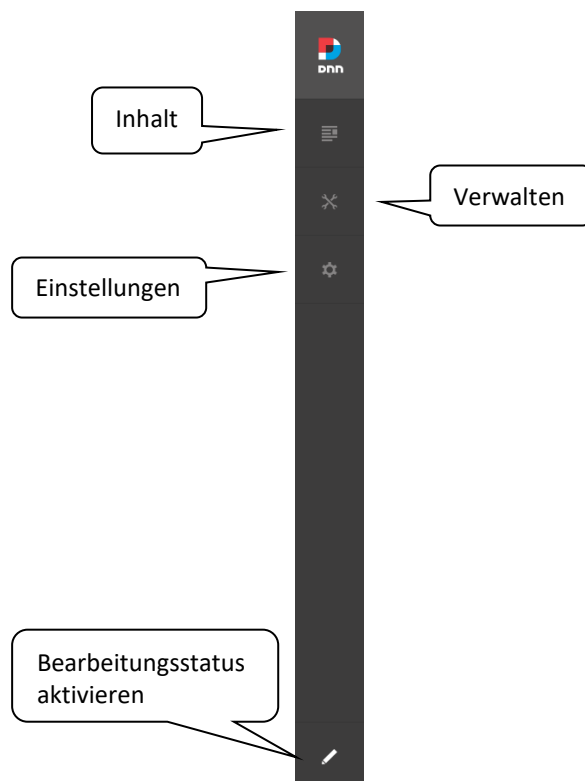 DNN
Inhalt
Verwalten
Einstellungen
Bearbeitungsstatus
aktivieren